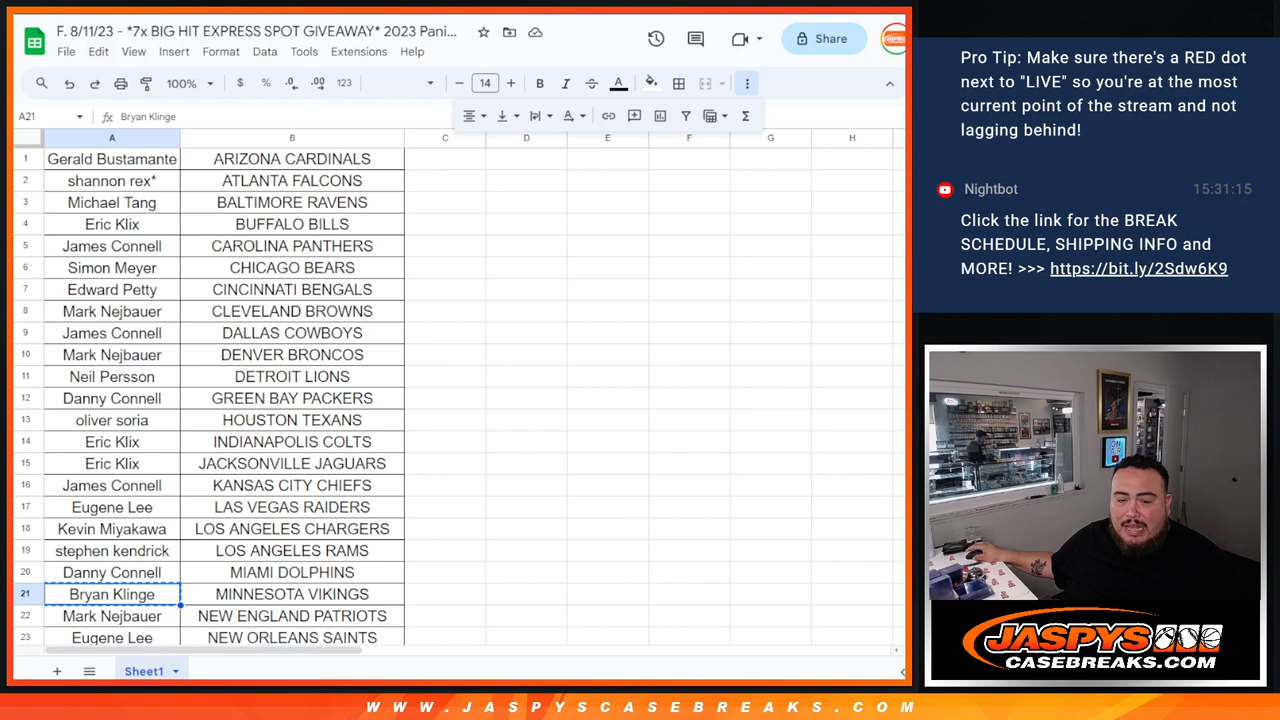 F. 8/11/23 - *7x BIG HIT EXPRESS SPOT GIVEAWAY* 2023 Pani...
File Edit View Insert Format Data Tools Extensions Help
Share
100% $ % .0 .00 123 − 14 + B I S A
A21 fx Bryan Klinge
A B C D E F G H
1 Gerald Bustamante ARIZONA CARDINALS
2 shannon rex* ATLANTA FALCONS
3 Michael Tang BALTIMORE RAVENS
4 Eric Klix BUFFALO BILLS
5 James Connell CAROLINA PANTHERS
6 Simon Meyer CHICAGO BEARS
7 Edward Petty CINCINNATI BENGALS
8 Mark Nejbauer CLEVELAND BROWNS
9 James Connell DALLAS COWBOYS
10 Mark Nejbauer DENVER BRONCOS
11 Neil Persson DETROIT LIONS
12 Danny Connell GREEN BAY PACKERS
13 oliver soria HOUSTON TEXANS
14 Eric Klix INDIANAPOLIS COLTS
15 Eric Klix JACKSONVILLE JAGUARS
16 James Connell KANSAS CITY CHIEFS
17 Eugene Lee LAS VEGAS RAIDERS
18 Kevin Miyakawa LOS ANGELES CHARGERS
19 stephen kendrick LOS ANGELES RAMS
20 Danny Connell MIAMI DOLPHINS
21 Bryan Klinge MINNESOTA VIKINGS
22 Mark Nejbauer NEW ENGLAND PATRIOTS
23 Eugene Lee NEW ORLEANS SAINTS
Sheet1
Pro Tip: Make sure there's a RED dot
next to "LIVE" so you're at the most
current point of the stream and not
lagging behind!
Nightbot 15:31:15
Click the link for the BREAK
SCHEDULE, SHIPPING INFO and
MORE! >>> https://bit.ly/2Sdw6K9
JASPYS
CASEBREAKS.COM
WWW.JASPYSCASEBREAKS.COM